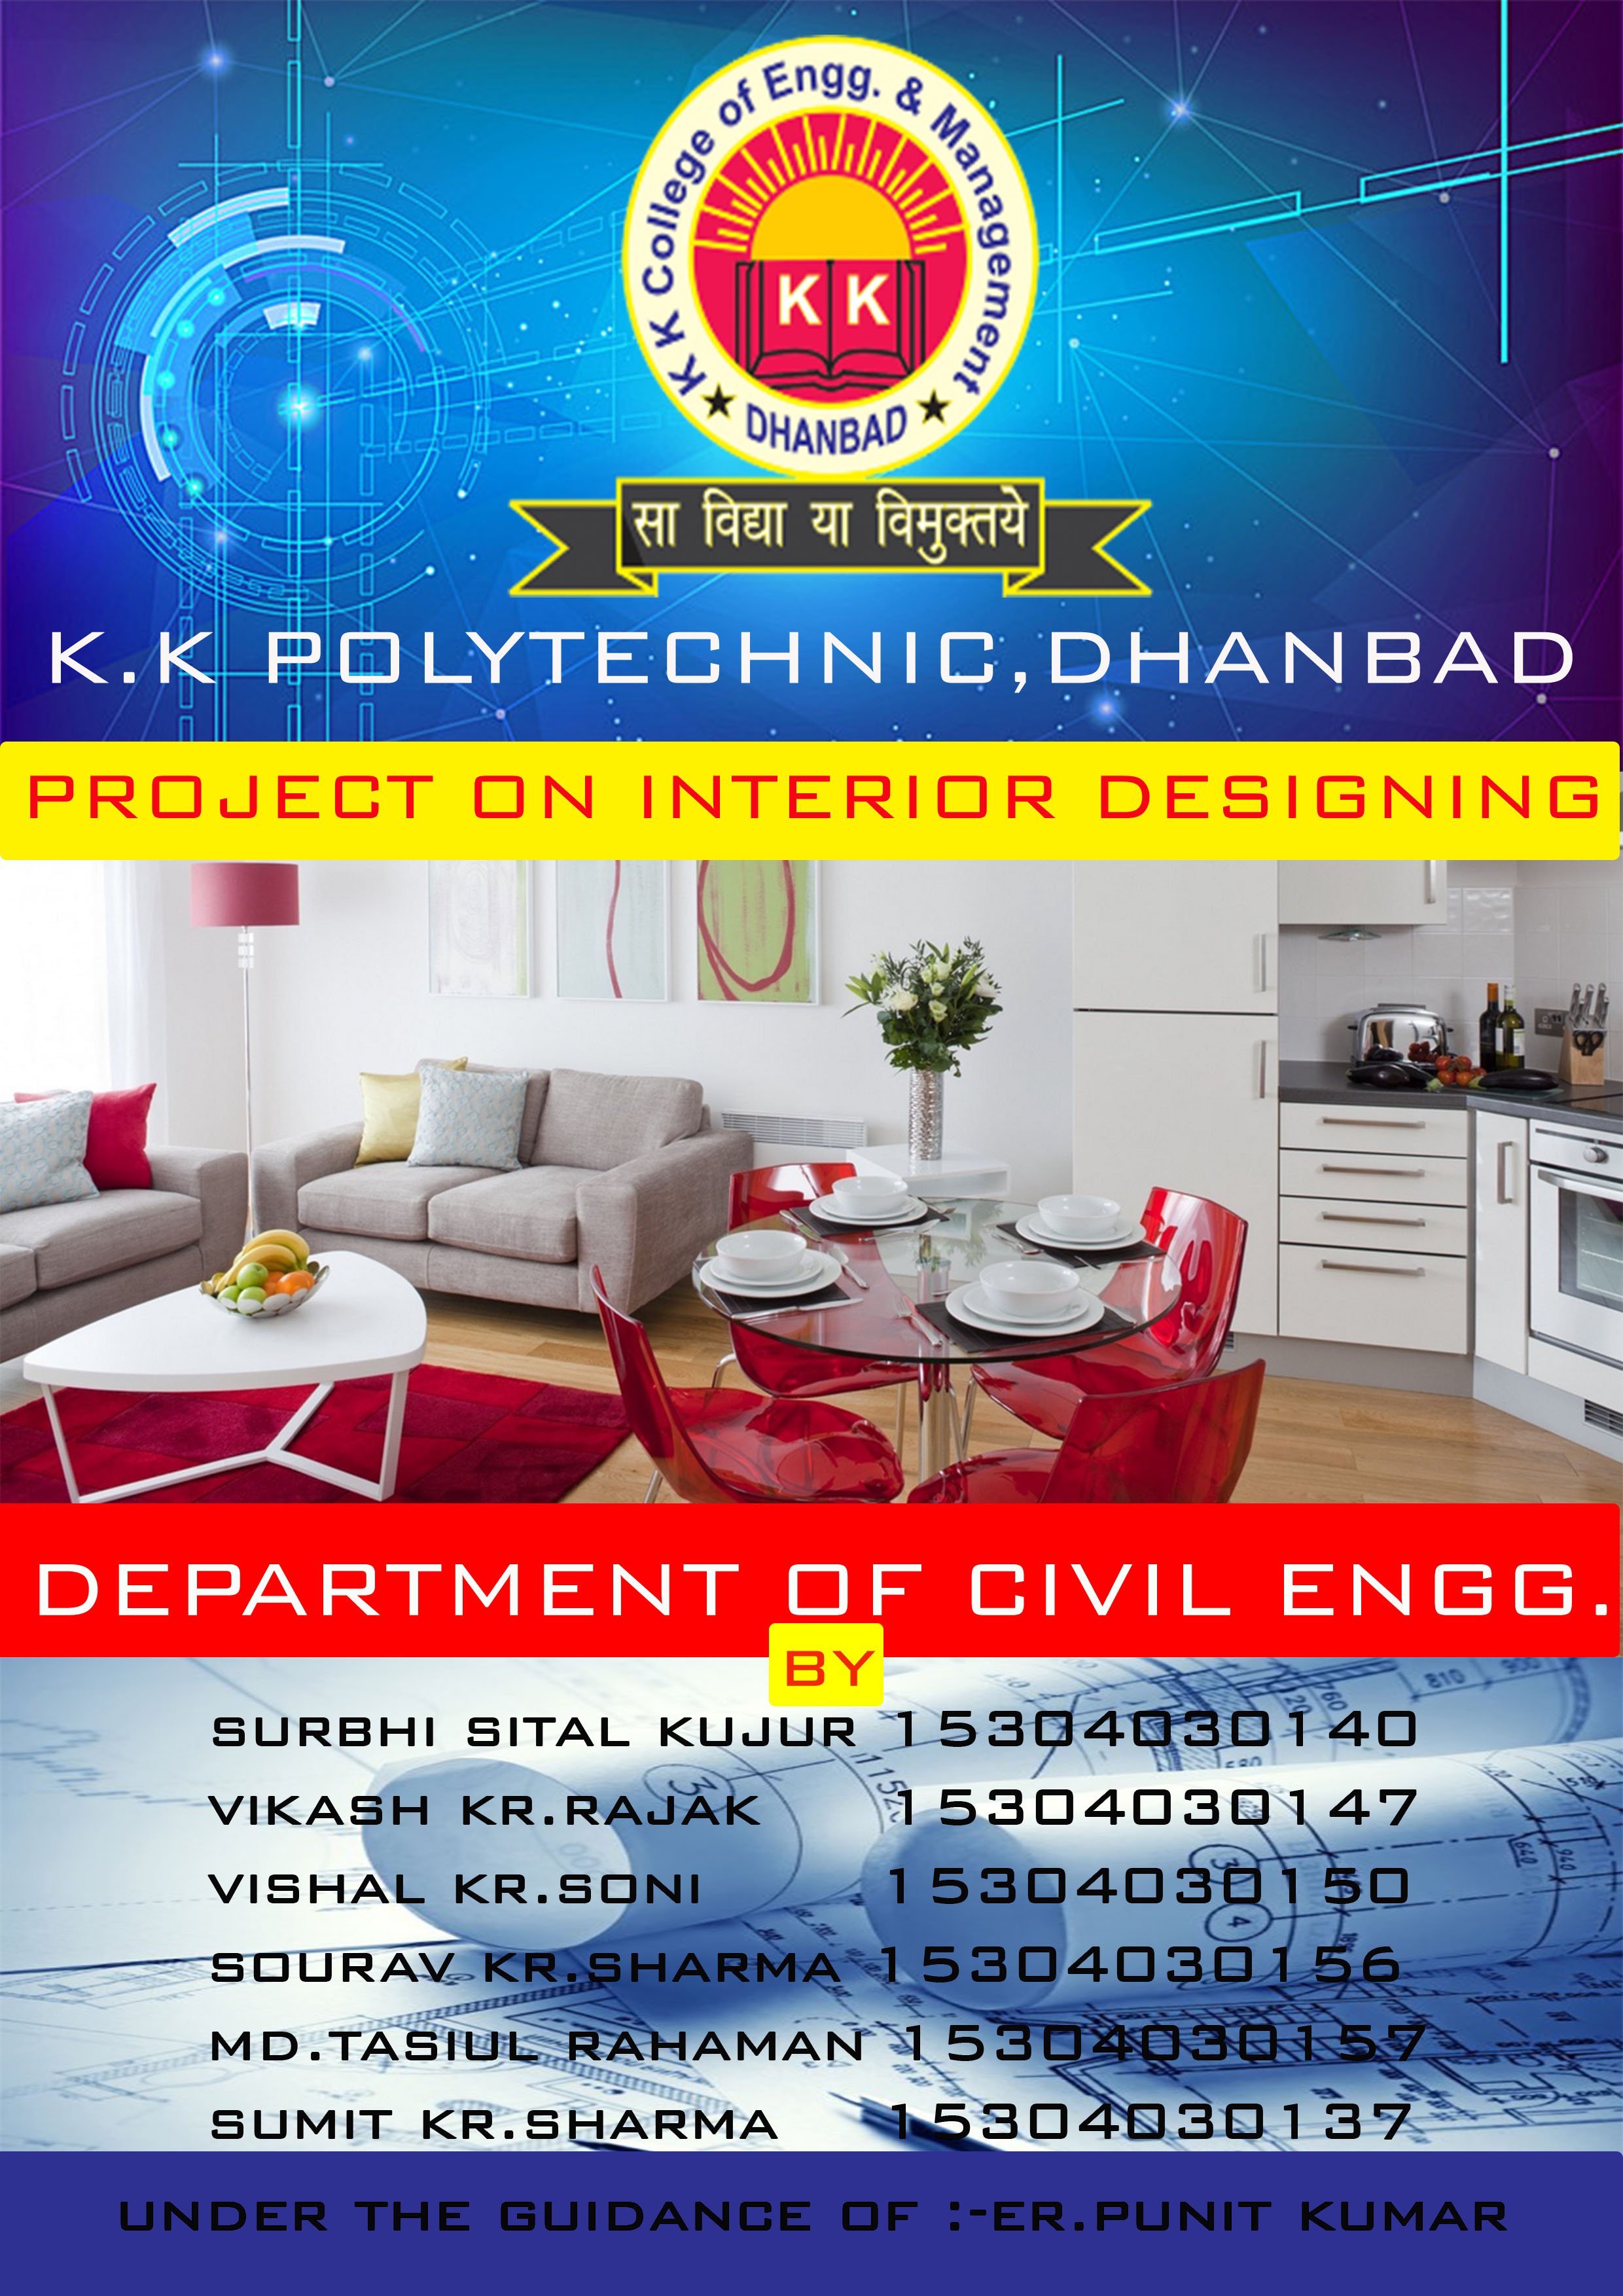 K K College of Engg. & Management
K K
★ DHANBAD ★
सा विद्या या विमुक्तये
K.K POLYTECHNIC,DHANBAD
PROJECT ON INTERIOR DESIGNING
DEPARTMENT OF CIVIL ENGG.
BY
SURBHI SITAL KUJUR 15304030140
VIKASH KR.RAJAK 15304030147
VISHAL KR.SONI 15304030150
SOURAV KR.SHARMA 15304030156
MD.TASIUL RAHAMAN 15304030157
SUMIT KR.SHARMA 15304030137
UNDER THE GUIDANCE OF :-ER.PUNIT KUMAR